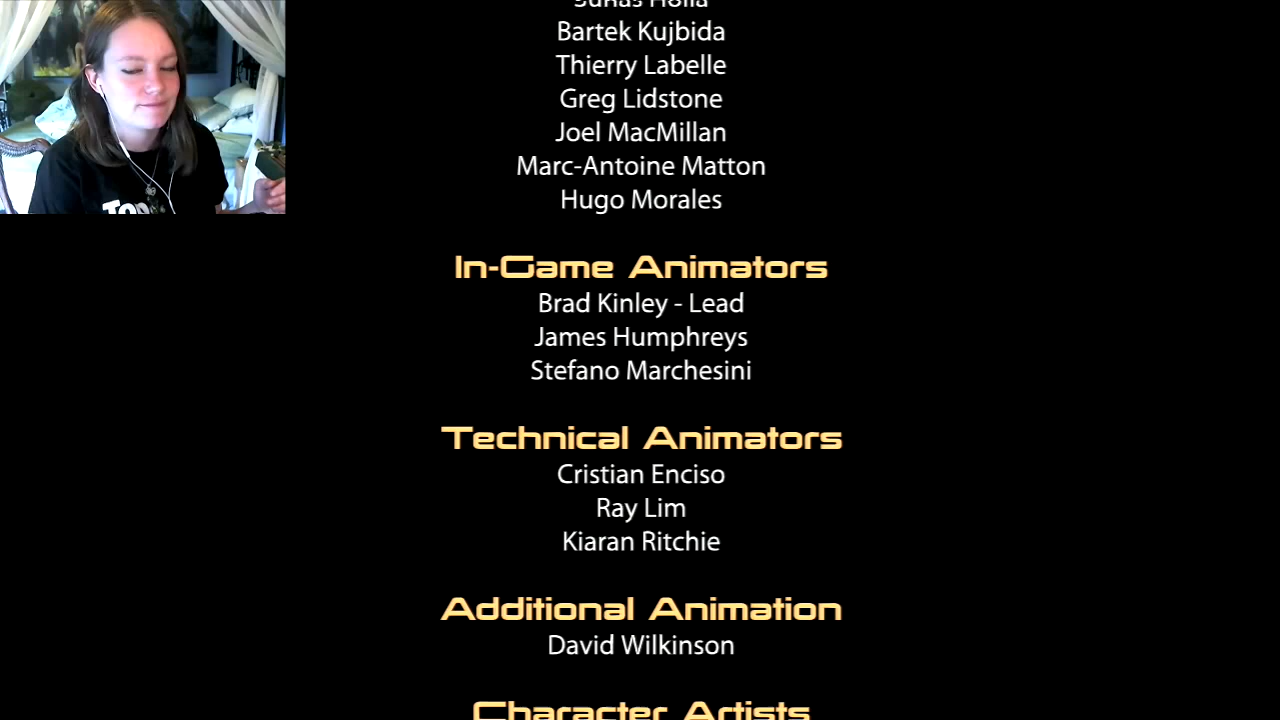 Bartek Kujbida
Thierry Labelle
Greg Lidstone
Joel MacMillan
Marc-Antoine Matton
Hugo Morales
In-Game Animators
Brad Kinley - Lead
James Humphreys
Stefano Marchesini
Technical Animators
Cristian Enciso
Ray Lim
Kiaran Ritchie
Additional Animation
David Wilkinson
Character Artists